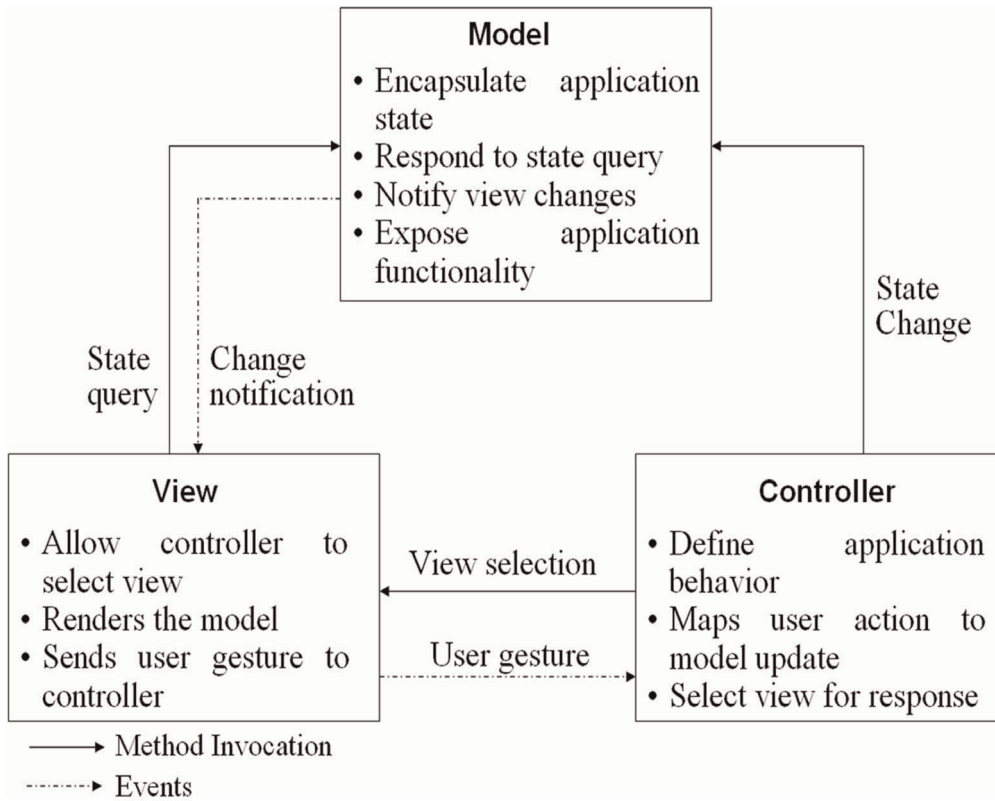 Model
• Encapsulate application
state
• Respond to state query
• Notify view changes
• Expose application
functionality
State
query
Change
notification
State
Change
View
• Allow controller to
select view
• Renders the model
• Sends user gesture to
controller
View selection
User gesture
Controller
• Define application
behavior
• Maps user action to
model update
• Select view for response
Method Invocation
Events